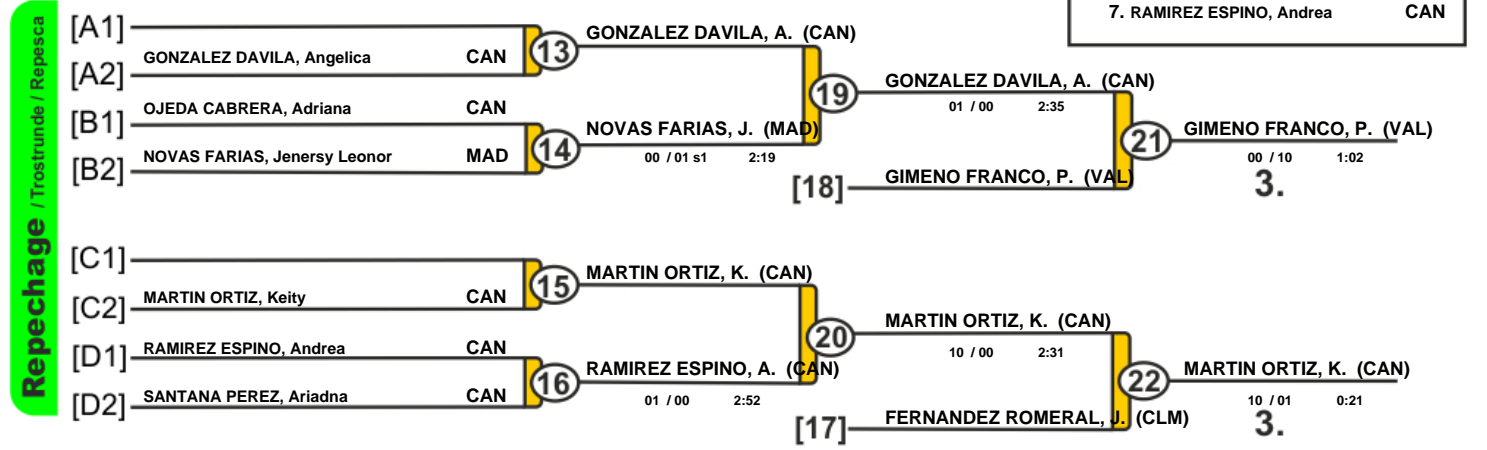 7. RAMIREZ ESPINO, Andrea CAN
Repechage / Trostrunde / Repesca
[A1]
GONZALEZ DAVILA, Angelica CAN
[A2]
13
GONZALEZ DAVILA, A. (CAN)
OJEDA CABRERA, Adriana CAN
[B1]
NOVAS FARIAS, Jenersy Leonor MAD
[B2]
14
NOVAS FARIAS, J. (MAD)
00 / 01 s1 2:19
19
GONZALEZ DAVILA, A. (CAN)
01 / 00 2:35
[18]
GIMENO FRANCO, P. (VAL)
21
GIMENO FRANCO, P. (VAL)
00 / 10 1:02
3.
[C1]
MARTIN ORTIZ, Keity CAN
[C2]
15
MARTIN ORTIZ, K. (CAN)
RAMIREZ ESPINO, Andrea CAN
[D1]
SANTANA PEREZ, Ariadna CAN
[D2]
16
RAMIREZ ESPINO, A. (CAN)
01 / 00 2:52
20
MARTIN ORTIZ, K. (CAN)
10 / 00 2:31
[17]
FERNANDEZ ROMERAL, J. (CLM)
22
MARTIN ORTIZ, K. (CAN)
10 / 01 0:21
3.